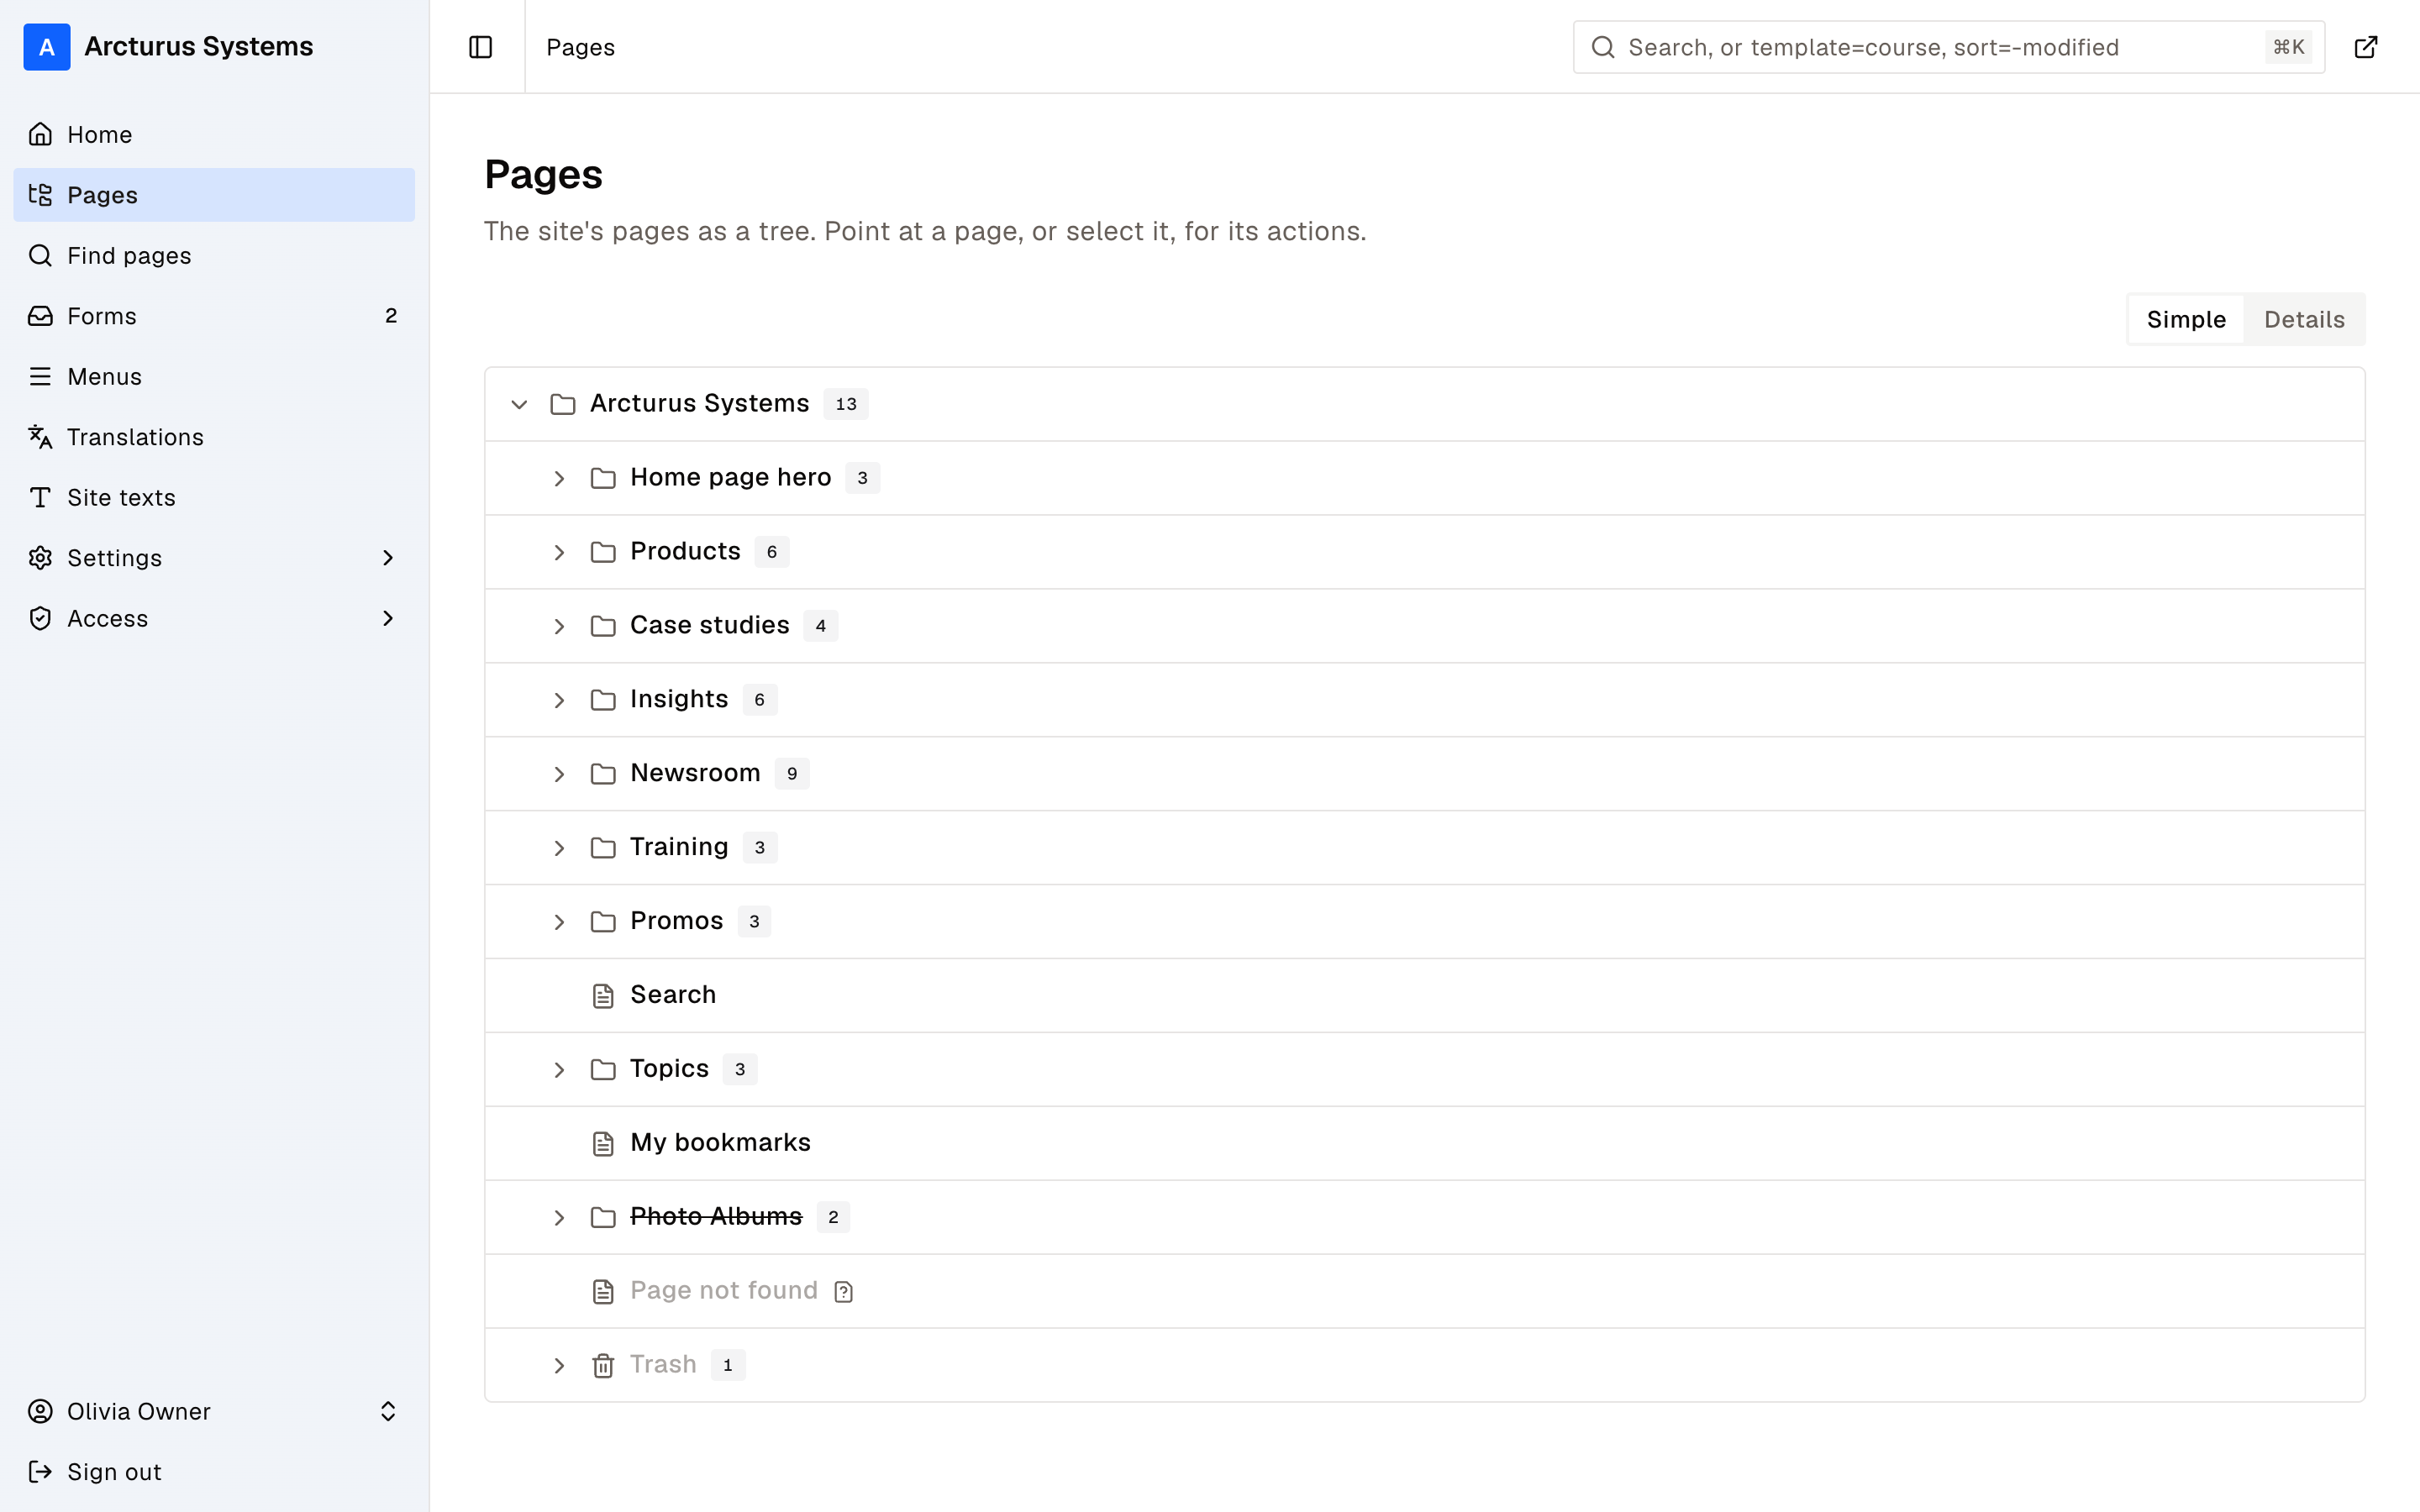 A Arcturus Systems
Home
Pages
Find pages
Forms 2
Menus
Translations
Site texts
Settings
Access
Olivia Owner
Sign out
Pages
Search, or template=course, sort=-modified ⌘K
Pages
The site's pages as a tree. Point at a page, or select it, for its actions.
Simple Details
Arcturus Systems 13
Home page hero 3
Products 6
Case studies 4
Insights 6
Newsroom 9
Training 3
Promos 3
Search
Topics 3
My bookmarks
Photo Albums 2
Page not found
Trash 1